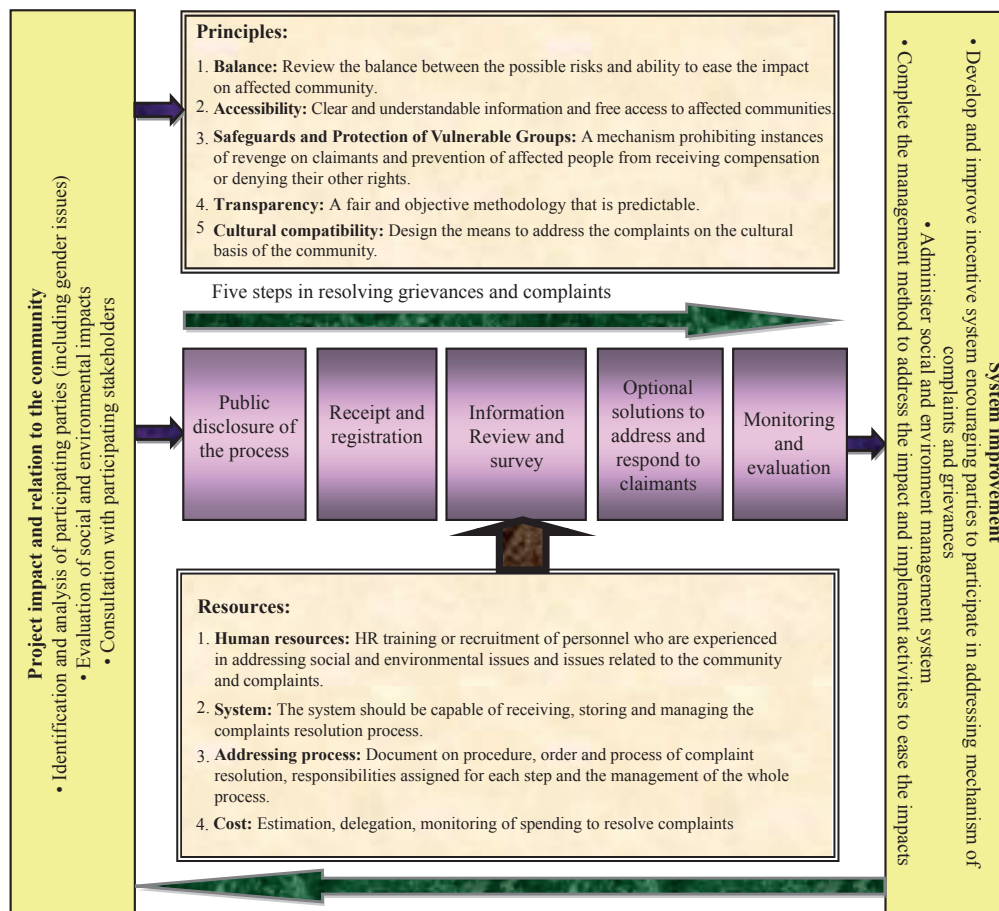 Project impact and relation to the community
• Identification and analysis of participating parties (including gender issues)
• Evaluation of social and environmental impacts
• Consultation with participating stakeholders
Principles:
1. Balance: Review the balance between the possible risks and ability to ease the impact
on affected community.
2. Accessibility: Clear and understandable information and free access to affected communities.
3. Safeguards and Protection of Vulnerable Groups: A mechanism prohibiting instances
of revenge on claimants and prevention of affected people from receiving compensation
or denying their other rights.
4. Transparency: A fair and objective methodology that is predictable.
5 Cultural compatibility: Design the means to address the complaints on the cultural
basis of the community.
Five steps in resolving grievances and complaints
Public
disclosure of
the process
Receipt and
registration
Information
Review and
survey
Optional
solutions to
address and
respond to
claimants
Monitoring
and
evaluation
Resources:
1. Human resources: HR training or recruitment of personnel who are experienced
in addressing social and environmental issues and issues related to the community
and complaints.
2. System: The system should be capable of receiving, storing and managing the
complaints resolution process.
3. Addressing process: Document on procedure, order and process of complaint
resolution, responsibilities assigned for each step and the management of the whole
process.
4. Cost: Estimation, delegation, monitoring of spending to resolve complaints
System Improvement
• Develop and improve incentive system encouraging parties to participate in addressing mechanism of
complaints and grievances
• Administer social and environment management system
• Complete the management method to address the impact and implement activities to ease the impacts